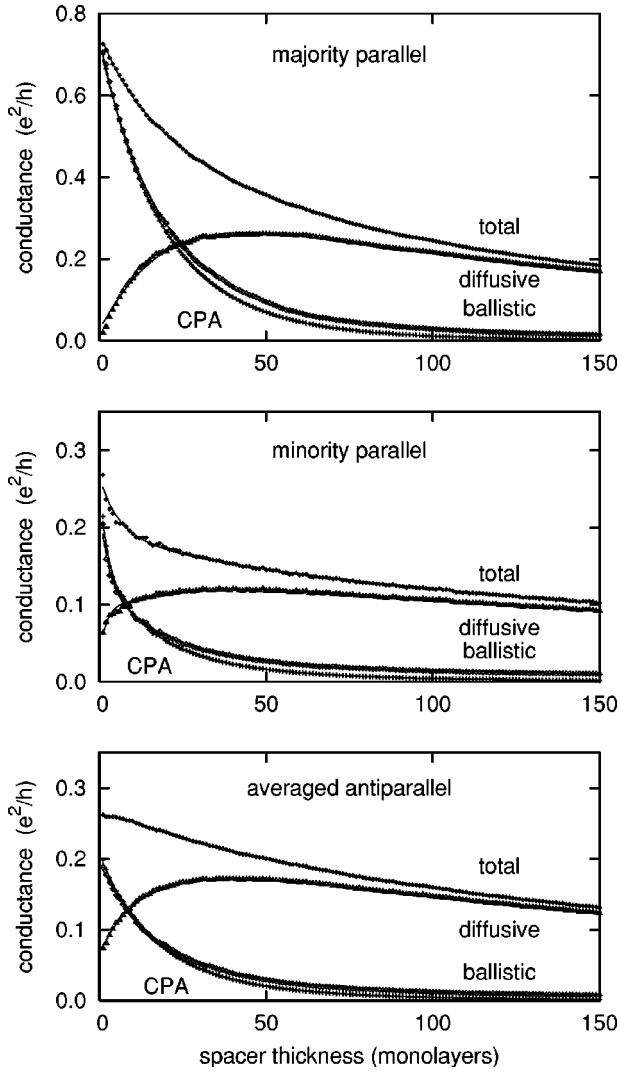 0.8
majority parallel
0.6
conductance (e²/h)
0.4
total
0.2
diffusive
ballistic
CPA
0.0
0 50 100 150
0.3
minority parallel
conductance (e²/h)
0.2
total
0.1
diffusive
ballistic
CPA
0.0
0 50 100 150
0.3
averaged antiparallel
conductance (e²/h)
0.2
total
0.1
diffusive
ballistic
CPA
0.0
0 50 100 150
spacer thickness (monolayers)